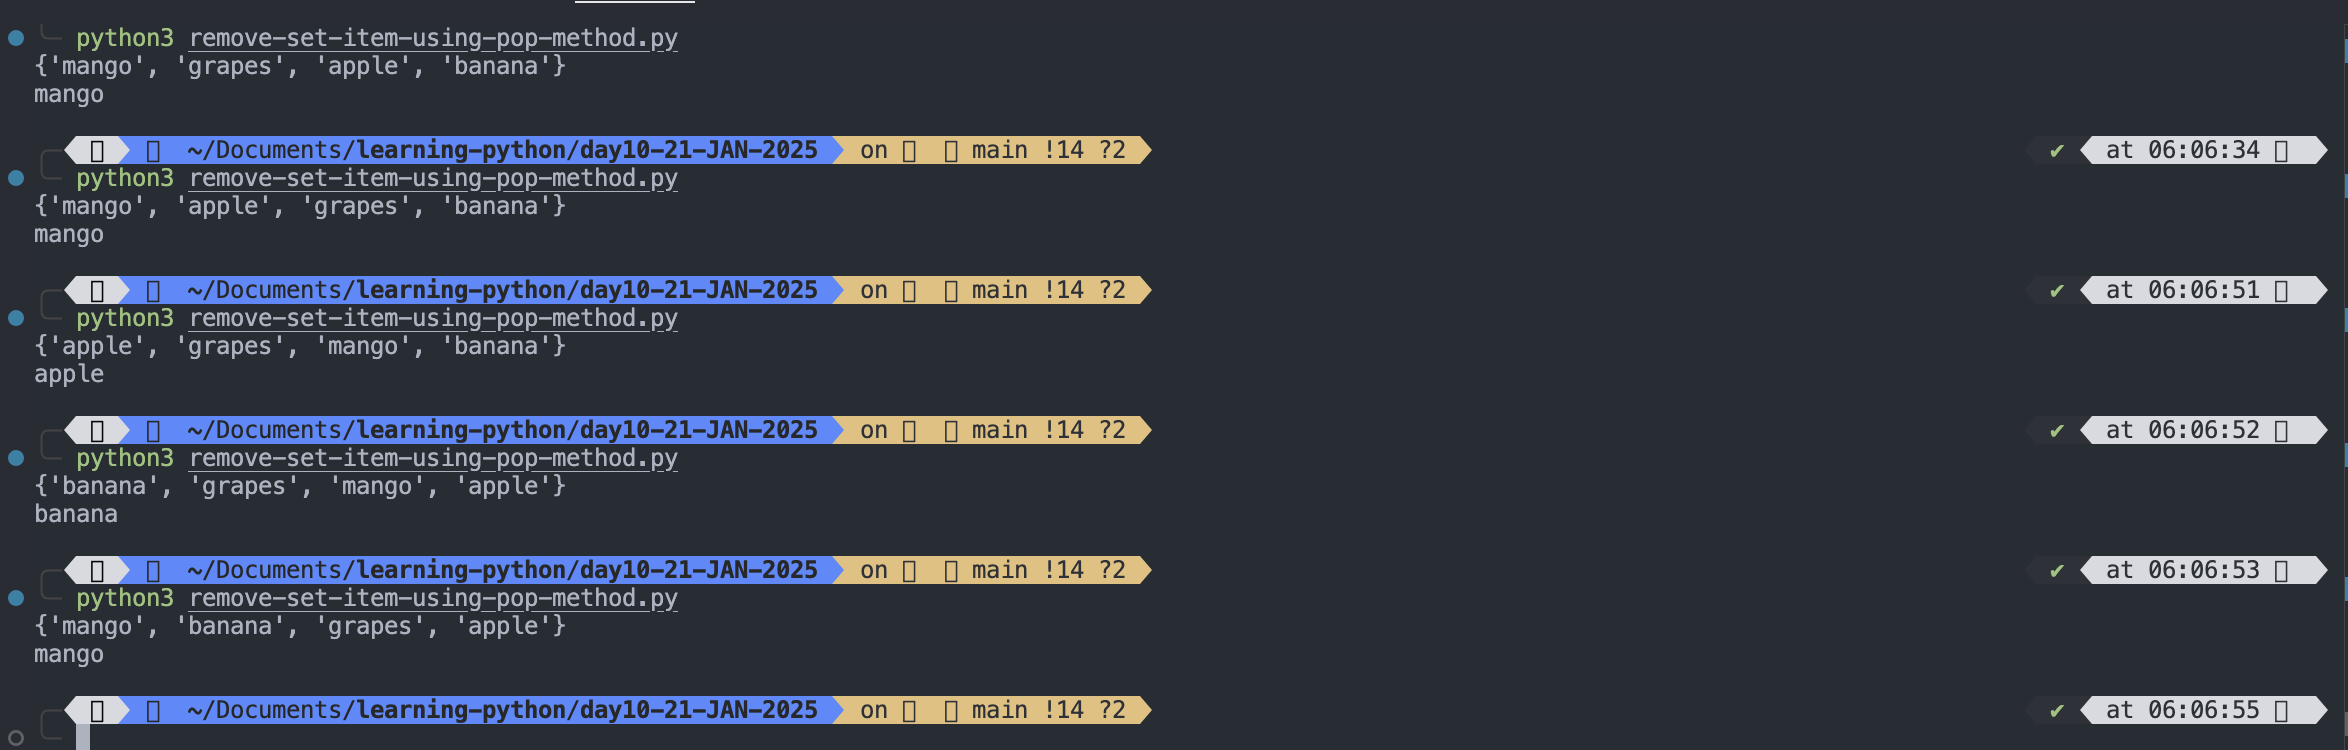 python3 remove-set-item-using-pop-method.py
{'mango', 'grapes', 'apple', 'banana'}
mango
~/Documents/learning-python/day10-21-JAN-2025 on main !14 ?2 ✔ at 06:06:34
python3 remove-set-item-using-pop-method.py
{'mango', 'apple', 'grapes', 'banana'}
mango
~/Documents/learning-python/day10-21-JAN-2025 on main !14 ?2 ✔ at 06:06:51
python3 remove-set-item-using-pop-method.py
{'apple', 'grapes', 'mango', 'banana'}
apple
~/Documents/learning-python/day10-21-JAN-2025 on main !14 ?2 ✔ at 06:06:52
python3 remove-set-item-using-pop-method.py
{'banana', 'grapes', 'mango', 'apple'}
banana
~/Documents/learning-python/day10-21-JAN-2025 on main !14 ?2 ✔ at 06:06:53
python3 remove-set-item-using-pop-method.py
{'mango', 'banana', 'grapes', 'apple'}
mango
~/Documents/learning-python/day10-21-JAN-2025 on main !14 ?2 ✔ at 06:06:55